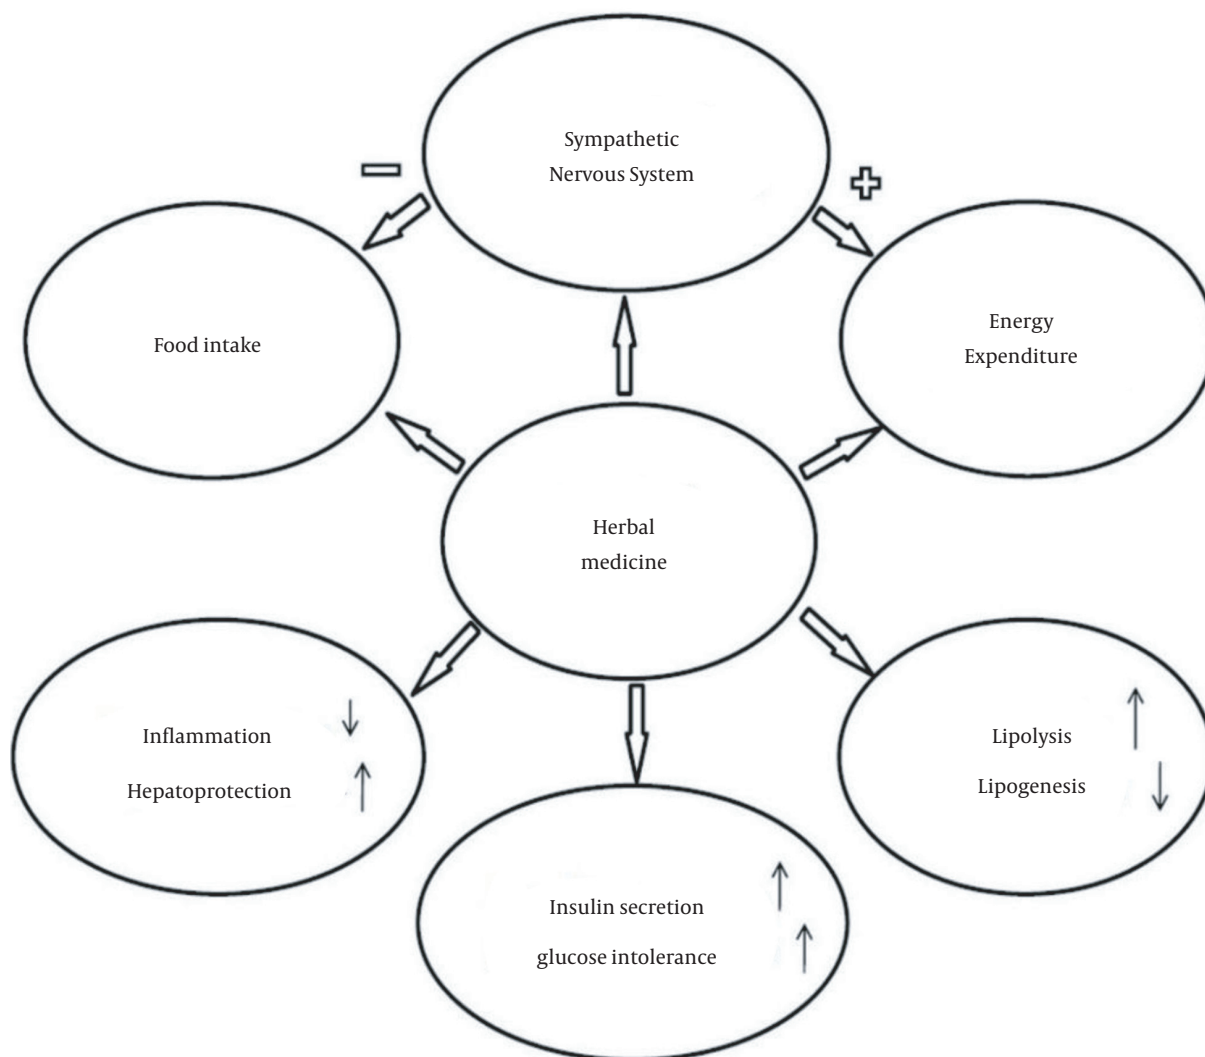 Sympathetic
Nervous System
Food intake
Energy
Expenditure
Herbal
medicine
Inflammation
Hepatoprotection
Lipolysis
Lipogenesis
Insulin secretion
glucose intolerance